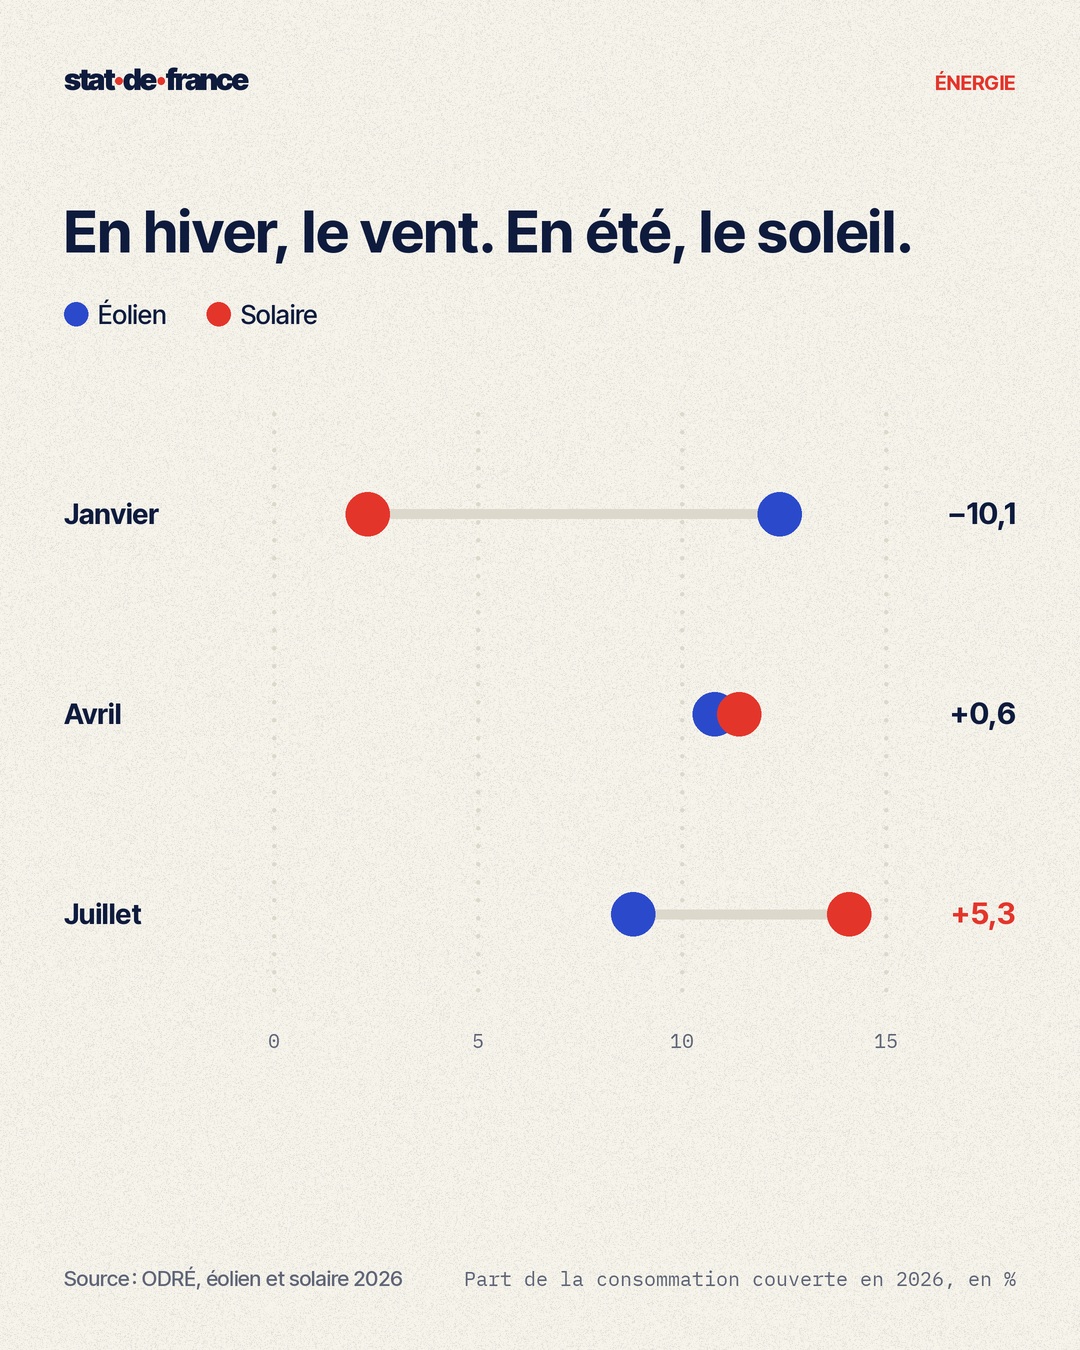 stat·de·france
ÉNERGIE
En hiver, le vent. En été, le soleil.
Éolien Solaire
Janvier −10,1
Avril +0,6
Juillet +5,3
0 5 10 15
Source : ODRÉ, éolien et solaire 2026 Part de la consommation couverte en 2026, en %